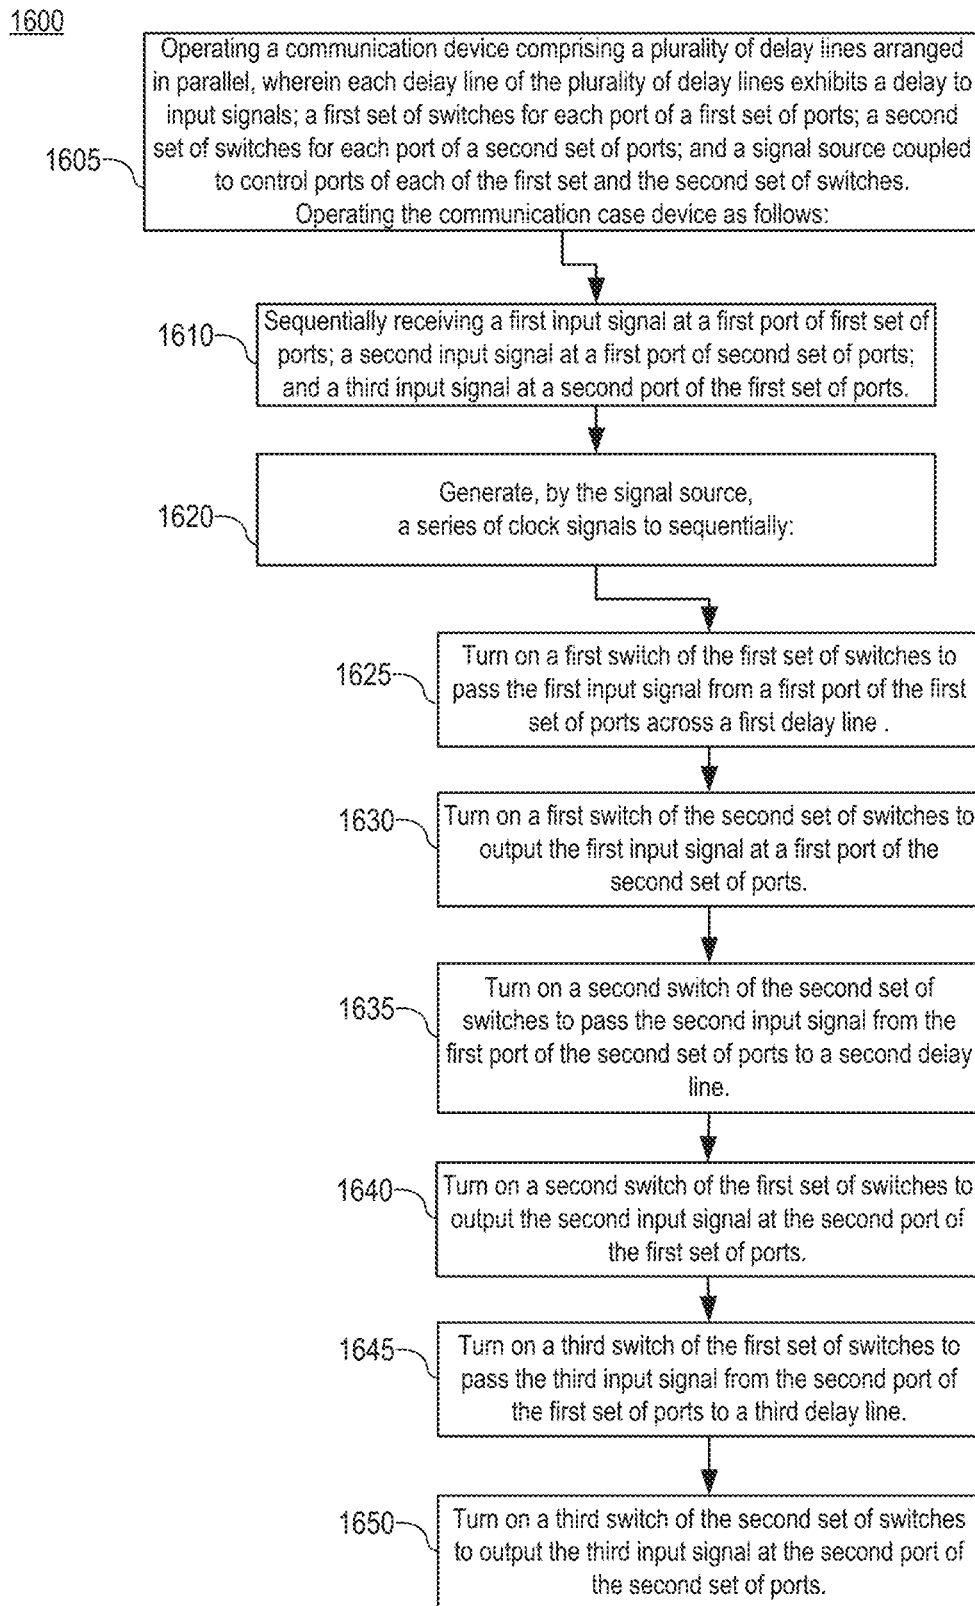 1600
Operating a communication device comprising a plurality of delay lines arranged
in parallel, wherein each delay line of the plurality of delay lines exhibits a delay to
input signals; a first set of switches for each port of a first set of ports; a second
set of switches for each port of a second set of ports; and a signal source coupled
to control ports of each of the first set and the second set of switches.
Operating the communication case device as follows:
1605
Sequentially receiving a first input signal at a first port of first set of
ports; a second input signal at a first port of second set of ports;
and a third input signal at a second port of the first set of ports.
1610
Generate, by the signal source,
a series of clock signals to sequentially:
1620
Turn on a first switch of the first set of switches to
pass the first input signal from a first port of the first
set of ports across a first delay line .
1625
Turn on a first switch of the second set of switches to
output the first input signal at a first port of the
second set of ports.
1630
Turn on a second switch of the second set of
switches to pass the second input signal from the
first port of the second set of ports to a second delay
line.
1635
Turn on a second switch of the first set of switches to
output the second input signal at the second port of
the first set of ports.
1640
Turn on a third switch of the first set of switches to
pass the third input signal from the second port of
the first set of ports to a third delay line.
1645
Turn on a third switch of the second set of switches
to output the third input signal at the second port of
the second set of ports.
1650